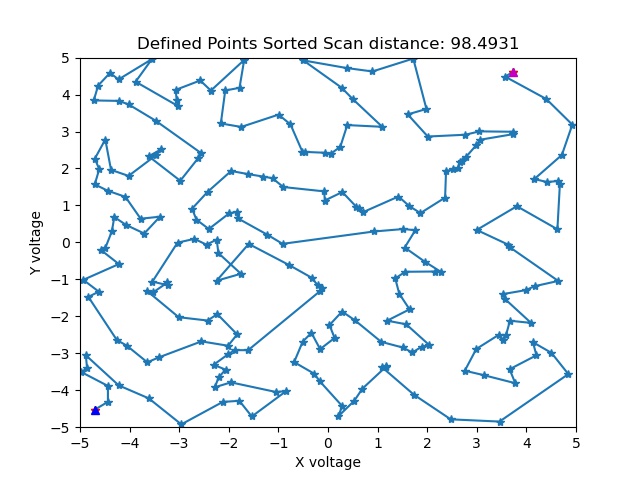 Defined Points Sorted Scan distance: 98.4931
5
4
3
2
1
0
−1
−2
−3
−4
−5
Y voltage
−5 −4 −3 −2 −1 0 1 2 3 4 5
X voltage